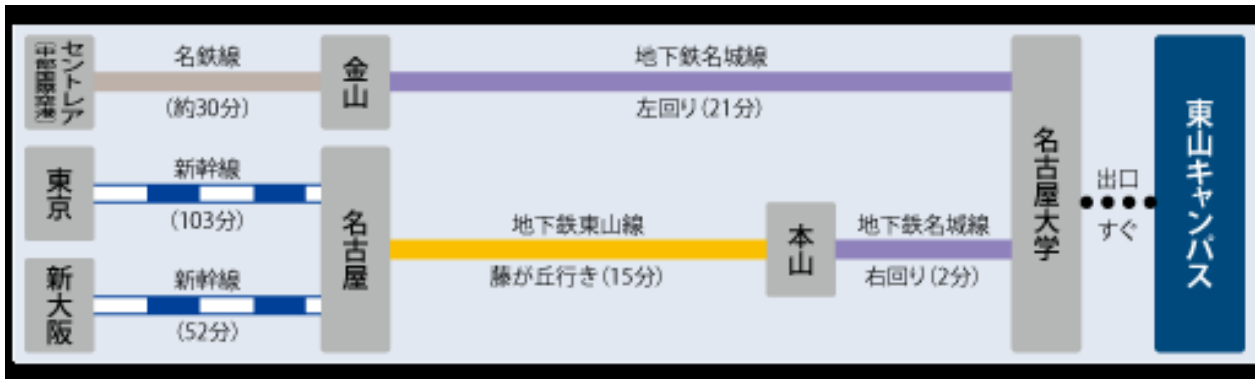 セントレア
［中部国際空港］
名鉄線
（約30分）
金山
地下鉄名城線
左回り（21分）
東京
新幹線
（103分）
新大阪
新幹線
（52分）
名古屋
地下鉄東山線
藤が丘行き（15分）
本山
地下鉄名城線
右回り（2分）
名古屋大学
出口
すぐ
東山キャンパス